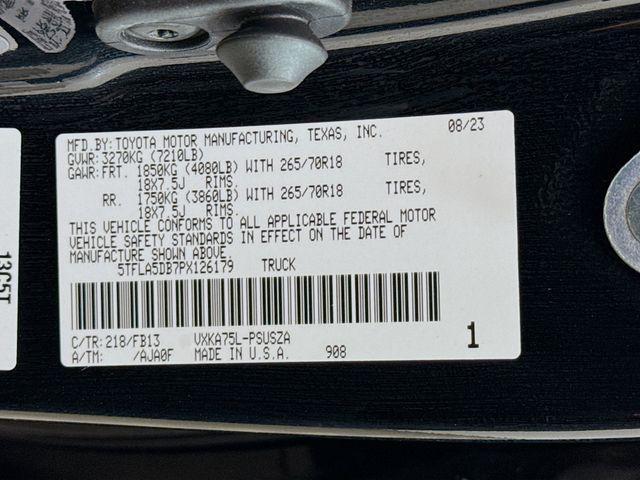 MFD.BY:TOYOTA MOTOR MANUFACTURING, TEXAS, INC. 08/23
GVWR: 3270KG (7210LB)
GAWR: FRT. 1850KG (4080LB) WITH 265/70R18 TIRES,
18X7.5J RIMS.
RR. 1750KG (3860LB) WITH 265/70R18 TIRES,
18X7.5J RIMS.
THIS VEHICLE CONFORMS TO ALL APPLICABLE FEDERAL MOTOR
VEHICLE SAFETY STANDARDS IN EFFECT ON THE DATE OF
MANUFACTURE SHOWN ABOVE.
5TFLA5DB7PX126179 TRUCK
C/TR:218/FB13 VXKA75L-PSUSZA
A/TM: /AJA0F MADE IN U.S.A. 908 1
13C5T